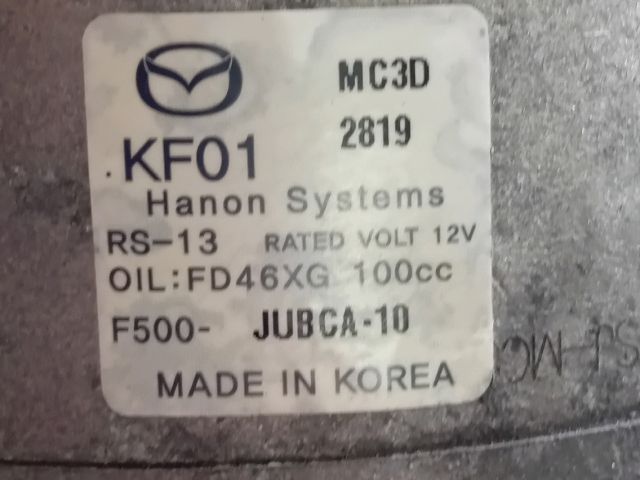 MC3D
KF01 2819
Hanon Systems
RS-13 RATED VOLT 12V
OIL:FD46XG 100cc
F500- JUBCA-10
MADE IN KOREA